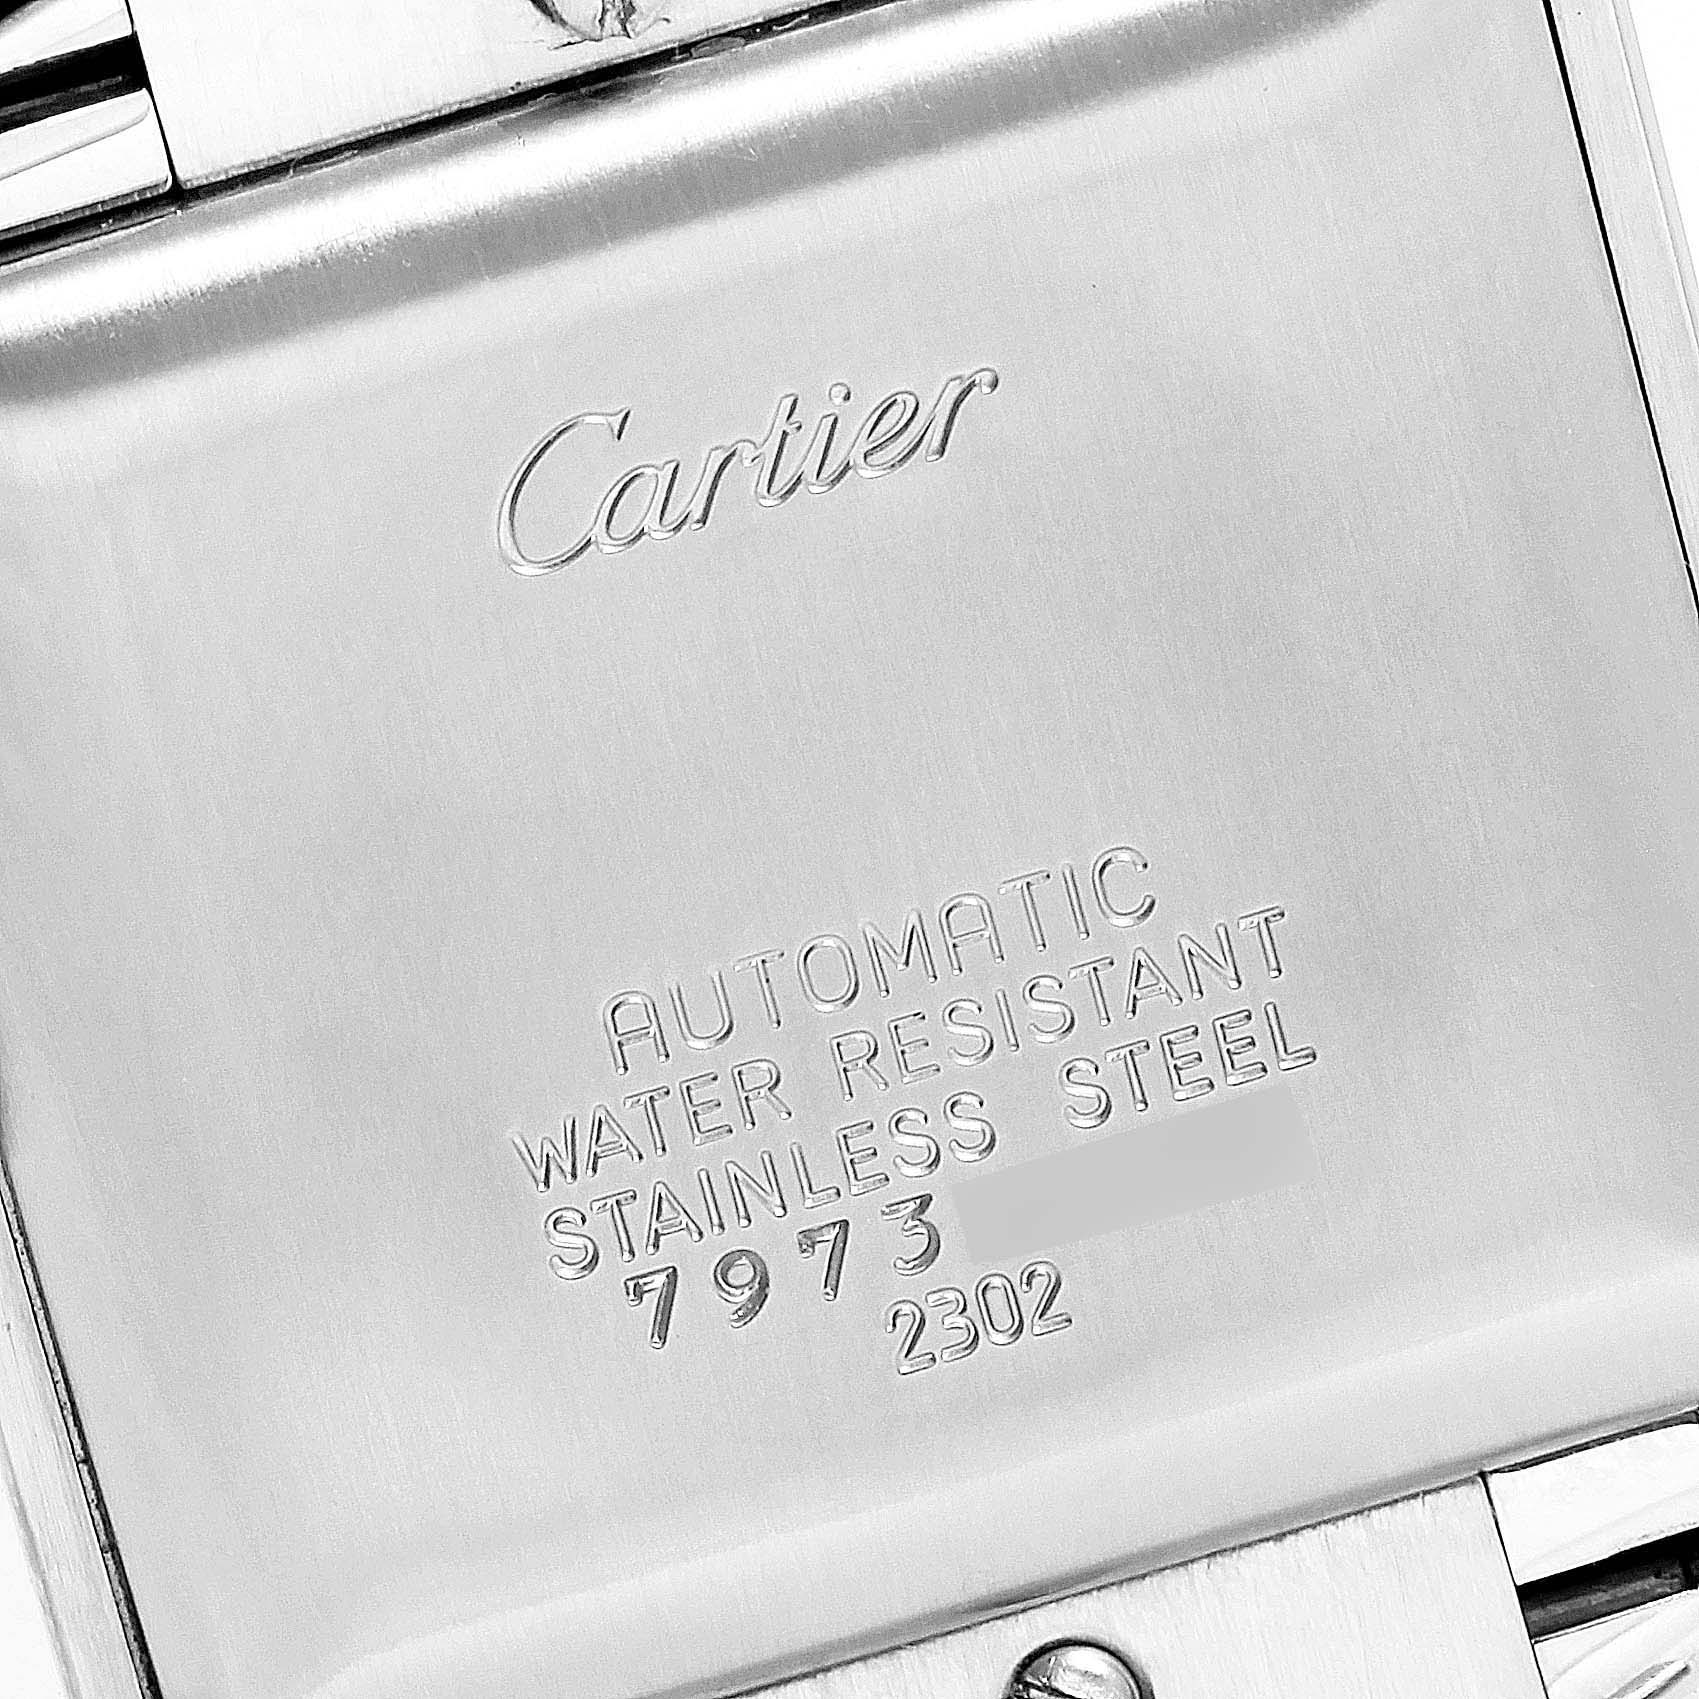 Cartier
AUTOMATIC
WATER RESISTANT
STAINLESS STEEL
7973
2302